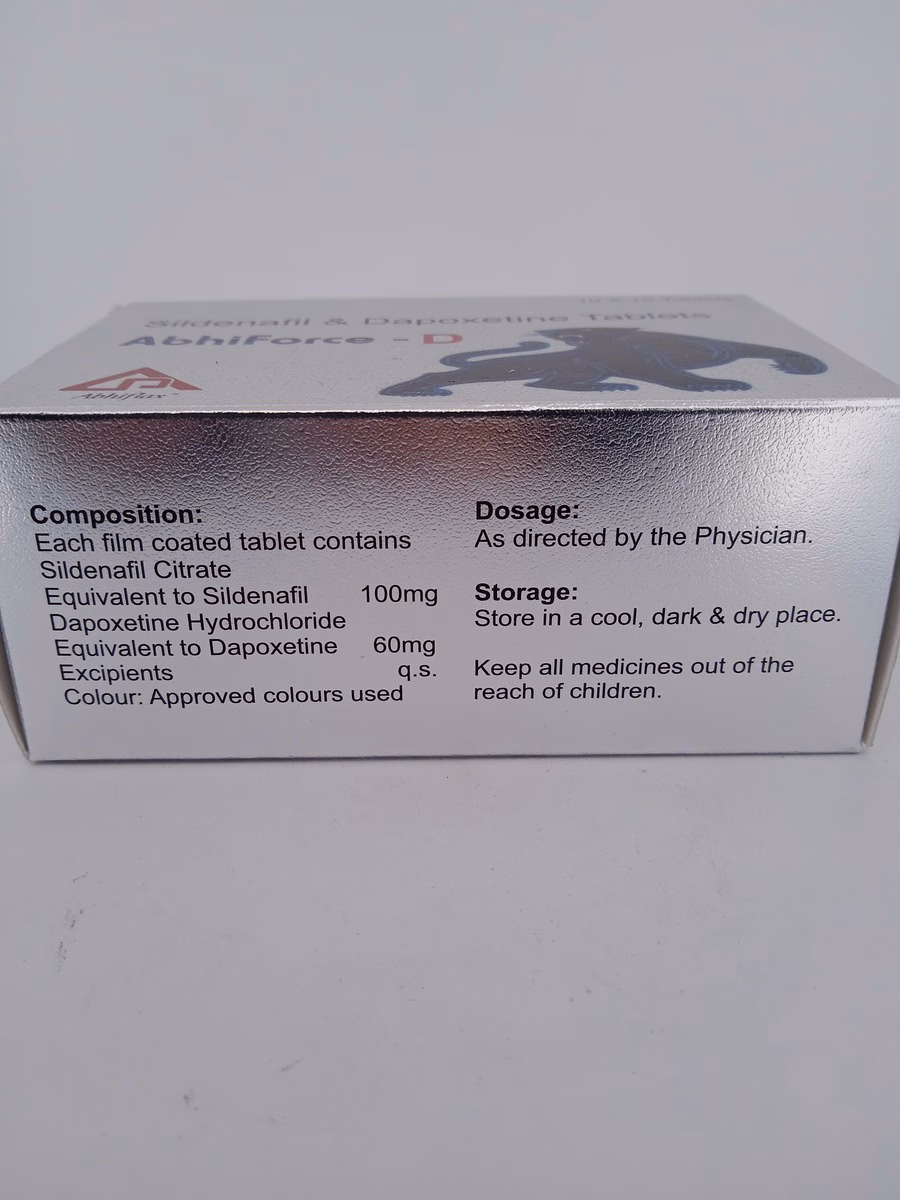 Sildenafil & Dapoxetine Tablets
AbhiForce - D
Abhiflax
Composition:
Each film coated tablet contains
Sildenafil Citrate
Equivalent to Sildenafil 100mg
Dapoxetine Hydrochloride
Equivalent to Dapoxetine 60mg
Excipients q.s.
Colour: Approved colours used
Dosage:
As directed by the Physician.
Storage:
Store in a cool, dark & dry place.
Keep all medicines out of the
reach of children.